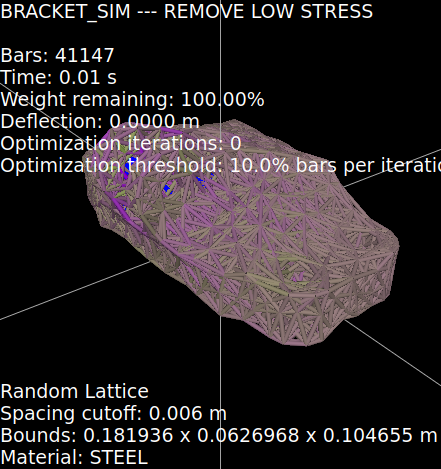 BRACKET_SIM --- REMOVE LOW STRESS
Bars: 41147
Time: 0.01 s
Weight remaining: 100.00%
Deflection: 0.0000 m
Optimization iterations: 0
Optimization threshold: 10.0% bars per iteratio
Random Lattice
Spacing cutoff: 0.006 m
Bounds: 0.181936 x 0.0626968 x 0.104655 m
Material: STEEL